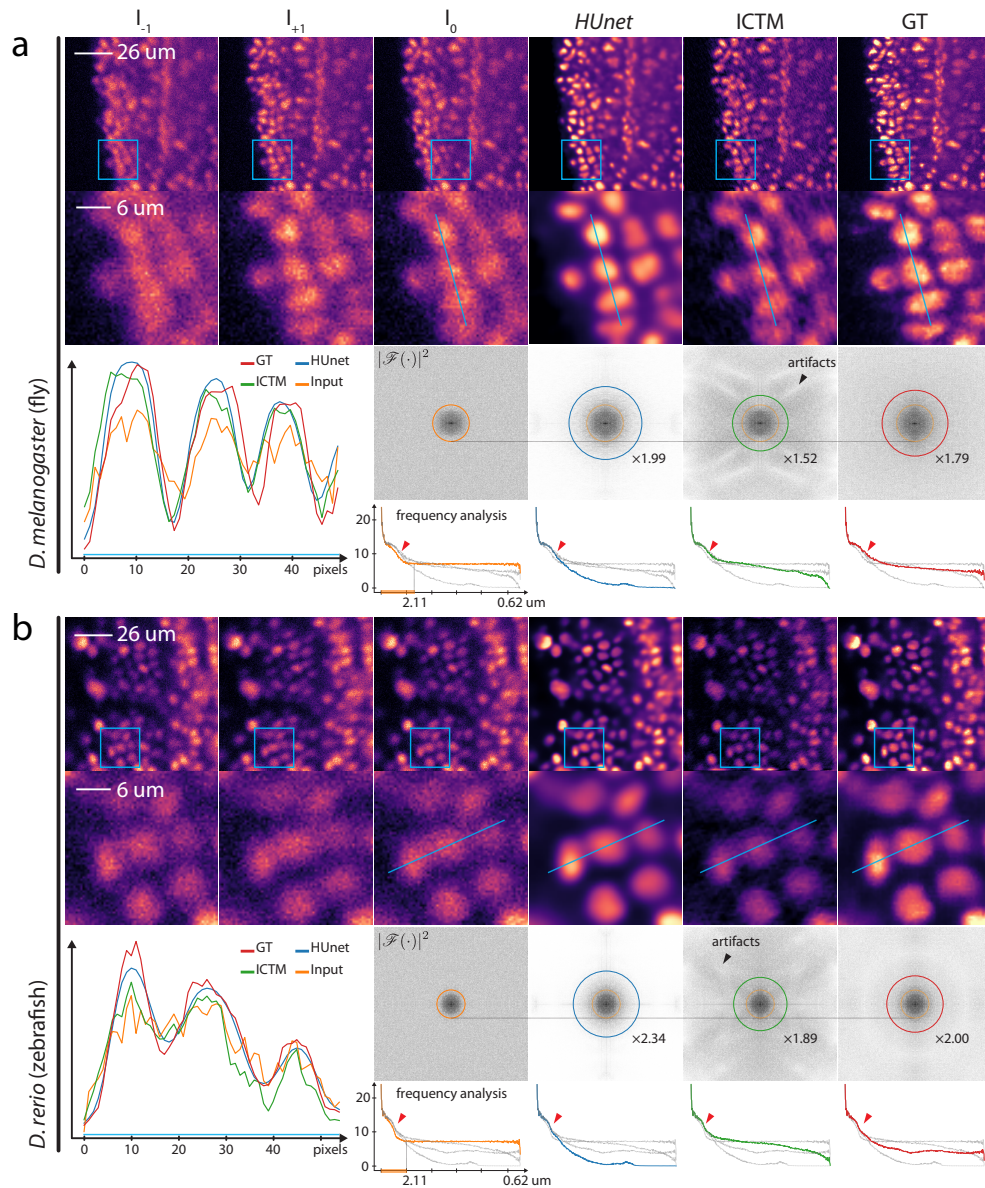 I-1 I+1 I0 HUnet ICTM GT
a
26 um
6 um
D. melanogaster (fly)
GT HUnet
ICTM Input
0 10 20 30 40
pixels
|ℱ(·)|²
artifacts
×1.99 ×1.52 ×1.79
frequency analysis
20
10
0
2.11 0.62 um
b
26 um
6 um
D. rerio (zebrafish)
GT HUnet
ICTM Input
0 10 20 30 40
pixels
|ℱ(·)|²
artifacts
×2.34 ×1.89 ×2.00
frequency analysis
20
10
0
2.11 0.62 um